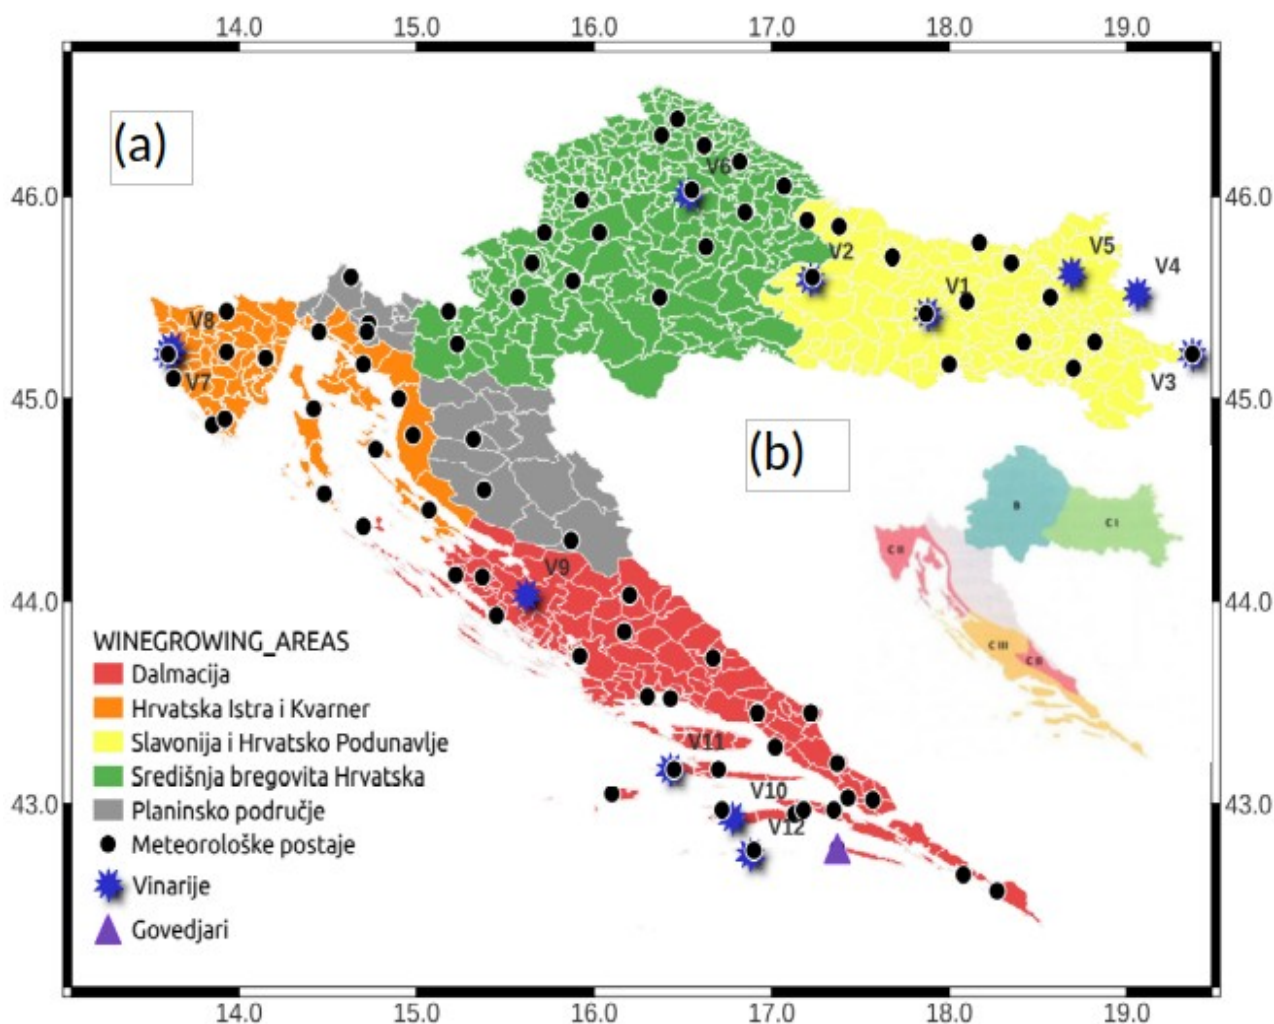 14.0 15.0 16.0 17.0 18.0 19.0
(a)
V6
46.0 46.0
V2 V5
V4
V1
V8
V3
V7
45.0 45.0
(b)
B
C I
C II
V9
44.0 44.0
WINEGROWING_AREAS
C III
C II
Dalmacija
Hrvatska Istra i Kvarner
Slavonija i Hrvatsko Podunavlje
V11
Središnja bregovita Hrvatska
V10
Planinsko područje
43.0 43.0
V12
Meteorološke postaje
Vinarije
Govedjari
14.0 15.0 16.0 17.0 18.0 19.0